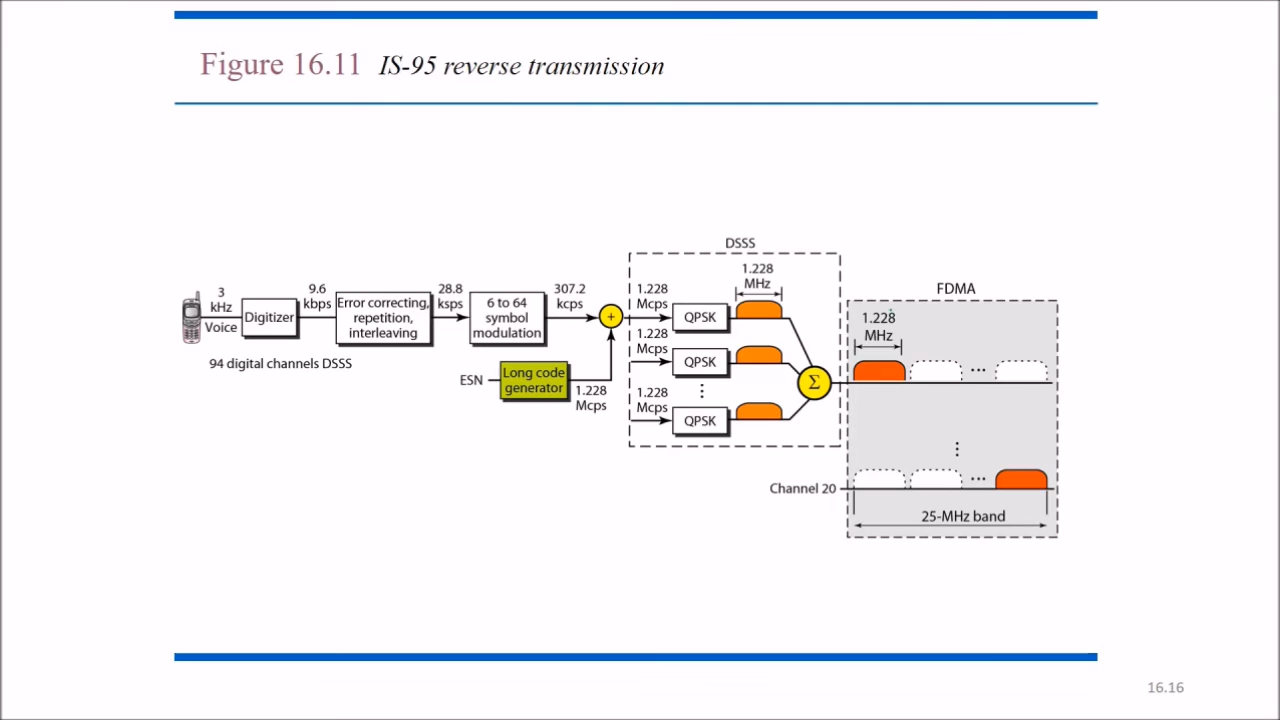 Figure 16.11 IS-95 reverse transmission
DSSS
1.228
MHz
FDMA
3
kHz
Voice
Digitizer
9.6
kbps
Error correcting,
repetition,
interleaving
28.8
ksps
6 to 64
symbol
modulation
307.2
kcps
+
1.228
Mcps
QPSK
1.228
Mcps
QPSK
⋮
1.228
Mcps
QPSK
Σ
1.228
MHz
...
94 digital channels DSSS
ESN
Long code
generator
1.228
Mcps
⋮
Channel 20
...
25-MHz band
16.16